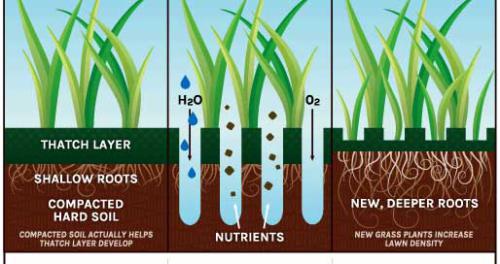 THATCH LAYER
SHALLOW ROOTS
COMPACTED
HARD SOIL
COMPACTED SOIL ACTUALLY HELPS
THATCH LAYER DEVELOP
H2O
O2
NUTRIENTS
NEW, DEEPER ROOTS
NEW GRASS PLANTS INCREASE
LAWN DENSITY